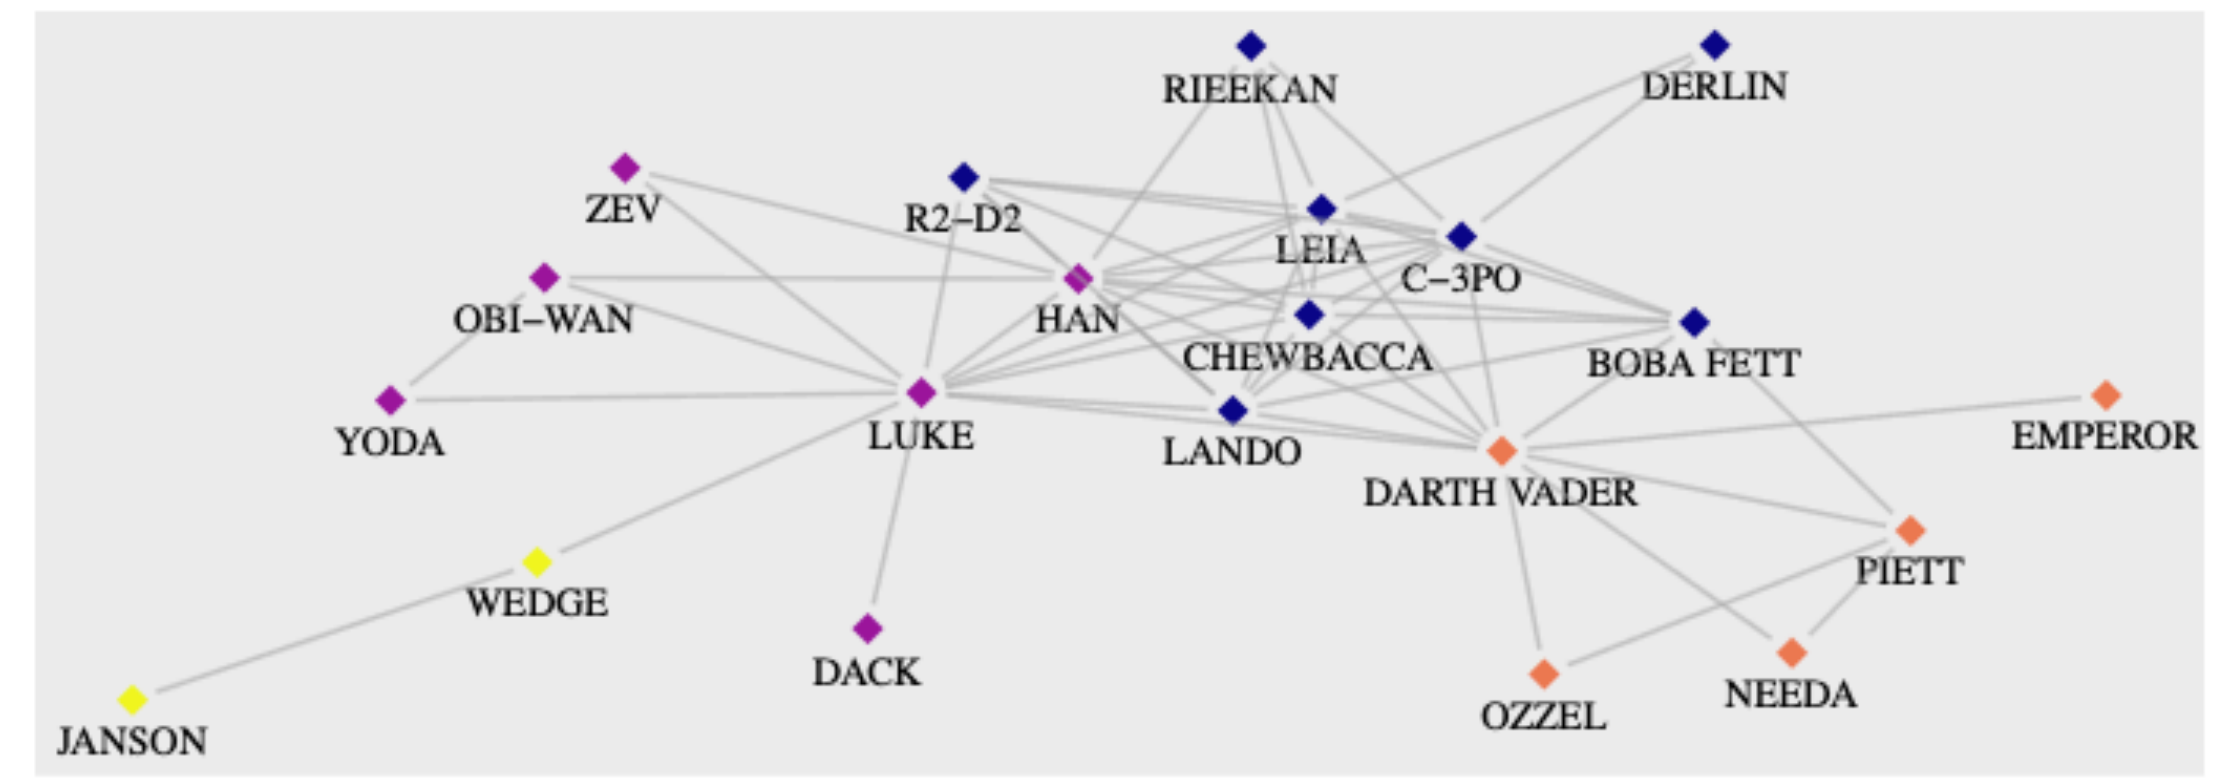 RIEEKAN
DERLIN
ZEV
R2–D2
LEIA
C–3PO
OBI–WAN
HAN
CHEWBACCA
BOBA FETT
YODA
LUKE
LANDO
EMPEROR
DARTH VADER
PIETT
WEDGE
DACK
NEEDA
OZZEL
JANSON